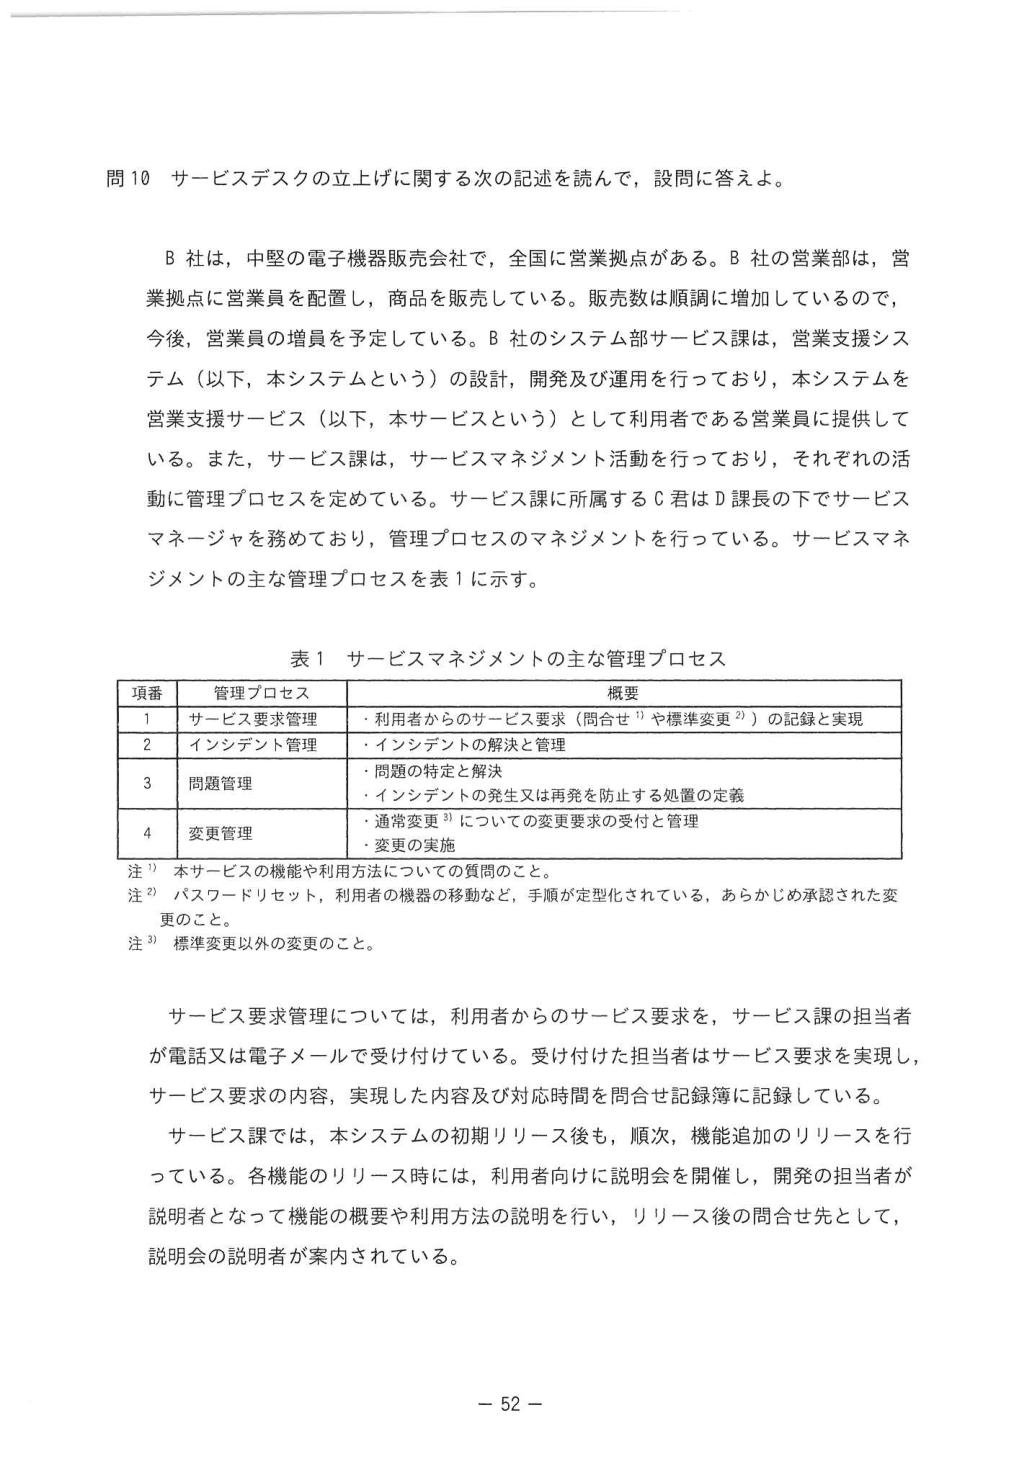 問10　サービスデスクの立上げに関する次の記述を読んで，設問に答えよ。
B 社は，中堅の電子機器販売会社で，全国に営業拠点がある。B 社の営業部は，営
業拠点に営業員を配置し，商品を販売している。販売数は順調に増加しているので，
今後，営業員の増員を予定している。B 社のシステム部サービス課は，営業支援シス
テム（以下，本システムという）の設計，開発及び運用を行っており，本システムを
営業支援サービス（以下，本サービスという）として利用者である営業員に提供して
いる。また，サービス課は，サービスマネジメント活動を行っており，それぞれの活
動に管理プロセスを定めている。サービス課に所属するC君はD課長の下でサービス
マネージャを務めており，管理プロセスのマネジメントを行っている。サービスマネ
ジメントの主な管理プロセスを表1に示す。
表1　サービスマネジメントの主な管理プロセス
項番　管理プロセス　概要
1　サービス要求管理　・利用者からのサービス要求（問合せ1)や標準変更2)）の記録と実現
2　インシデント管理　・インシデントの解決と管理
3　問題管理　・問題の特定と解決
・インシデントの発生又は再発を防止する処置の定義
4　変更管理　・通常変更3)についての変更要求の受付と管理
・変更の実施
注1)　本サービスの機能や利用方法についての質問のこと。
注2)　パスワードリセット，利用者の機器の移動など，手順が定型化されている，あらかじめ承認された変
更のこと。
注3)　標準変更以外の変更のこと。
サービス要求管理については，利用者からのサービス要求を，サービス課の担当者
が電話又は電子メールで受け付けている。受け付けた担当者はサービス要求を実現し，
サービス要求の内容，実現した内容及び対応時間を問合せ記録簿に記録している。
サービス課では，本システムの初期リリース後も，順次，機能追加のリリースを行
っている。各機能のリリース時には，利用者向けに説明会を開催し，開発の担当者が
説明者となって機能の概要や利用方法の説明を行い，リリース後の問合せ先として，
説明会の説明者が案内されている。
－ 52 －